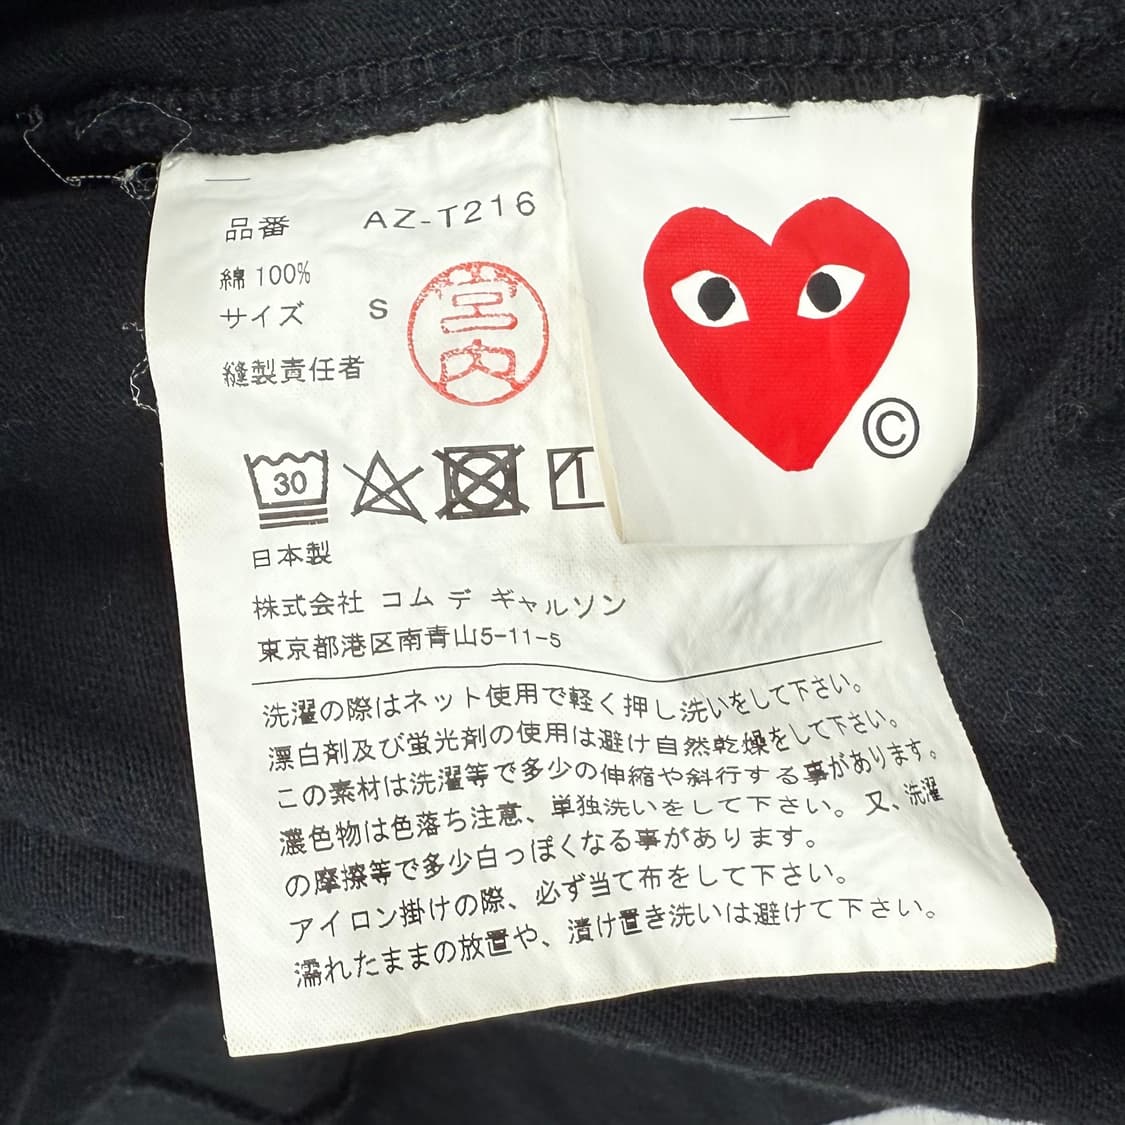 品番 AZ-T216
綿 100%
サイズ S
縫製責任者
宮内
30
日本製
株式会社 コム デ ギャルソン
東京都港区南青山5-11-5
洗濯の際はネット使用で軽く押し洗いをして下さい。
漂白剤及び蛍光剤の使用は避け自然乾燥をして下さい。
この素材は洗濯等で多少の伸縮や斜行する事があります。
濃色物は色落ち注意、単独洗いをして下さい。又、洗濯
の摩擦等で多少白っぽくなる事があります。
アイロン掛けの際、必ず当て布をして下さい。
濡れたままの放置や、漬け置き洗いは避けて下さい。
©